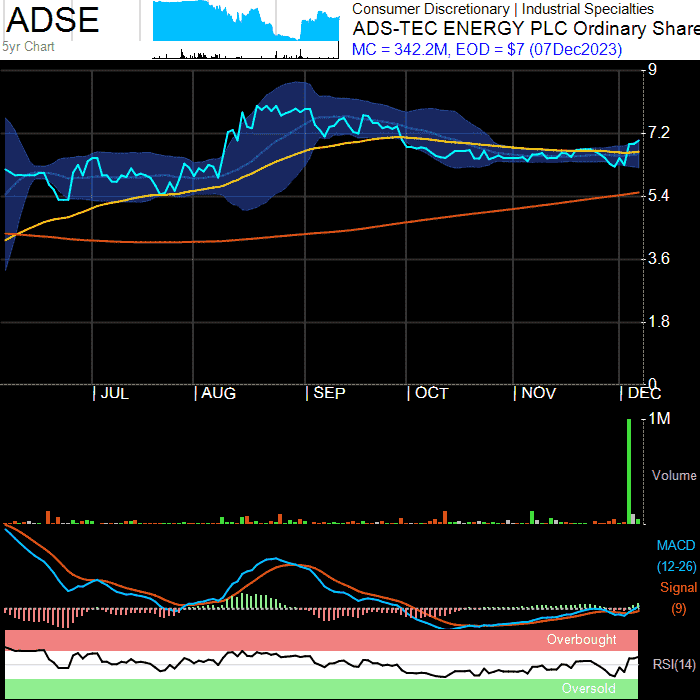 ADSE
5yr Chart
Consumer Discretionary | Industrial Specialties
ADS-TEC ENERGY PLC Ordinary Share
MC = 342.2M, EOD = $7 (07Dec2023)
9
7.2
5.4
3.6
1.8
0
| JUL | AUG | SEP | OCT | NOV | DEC
1M
Volume
MACD
(12-26)
Signal
(9)
Overbought
RSI(14)
Oversold